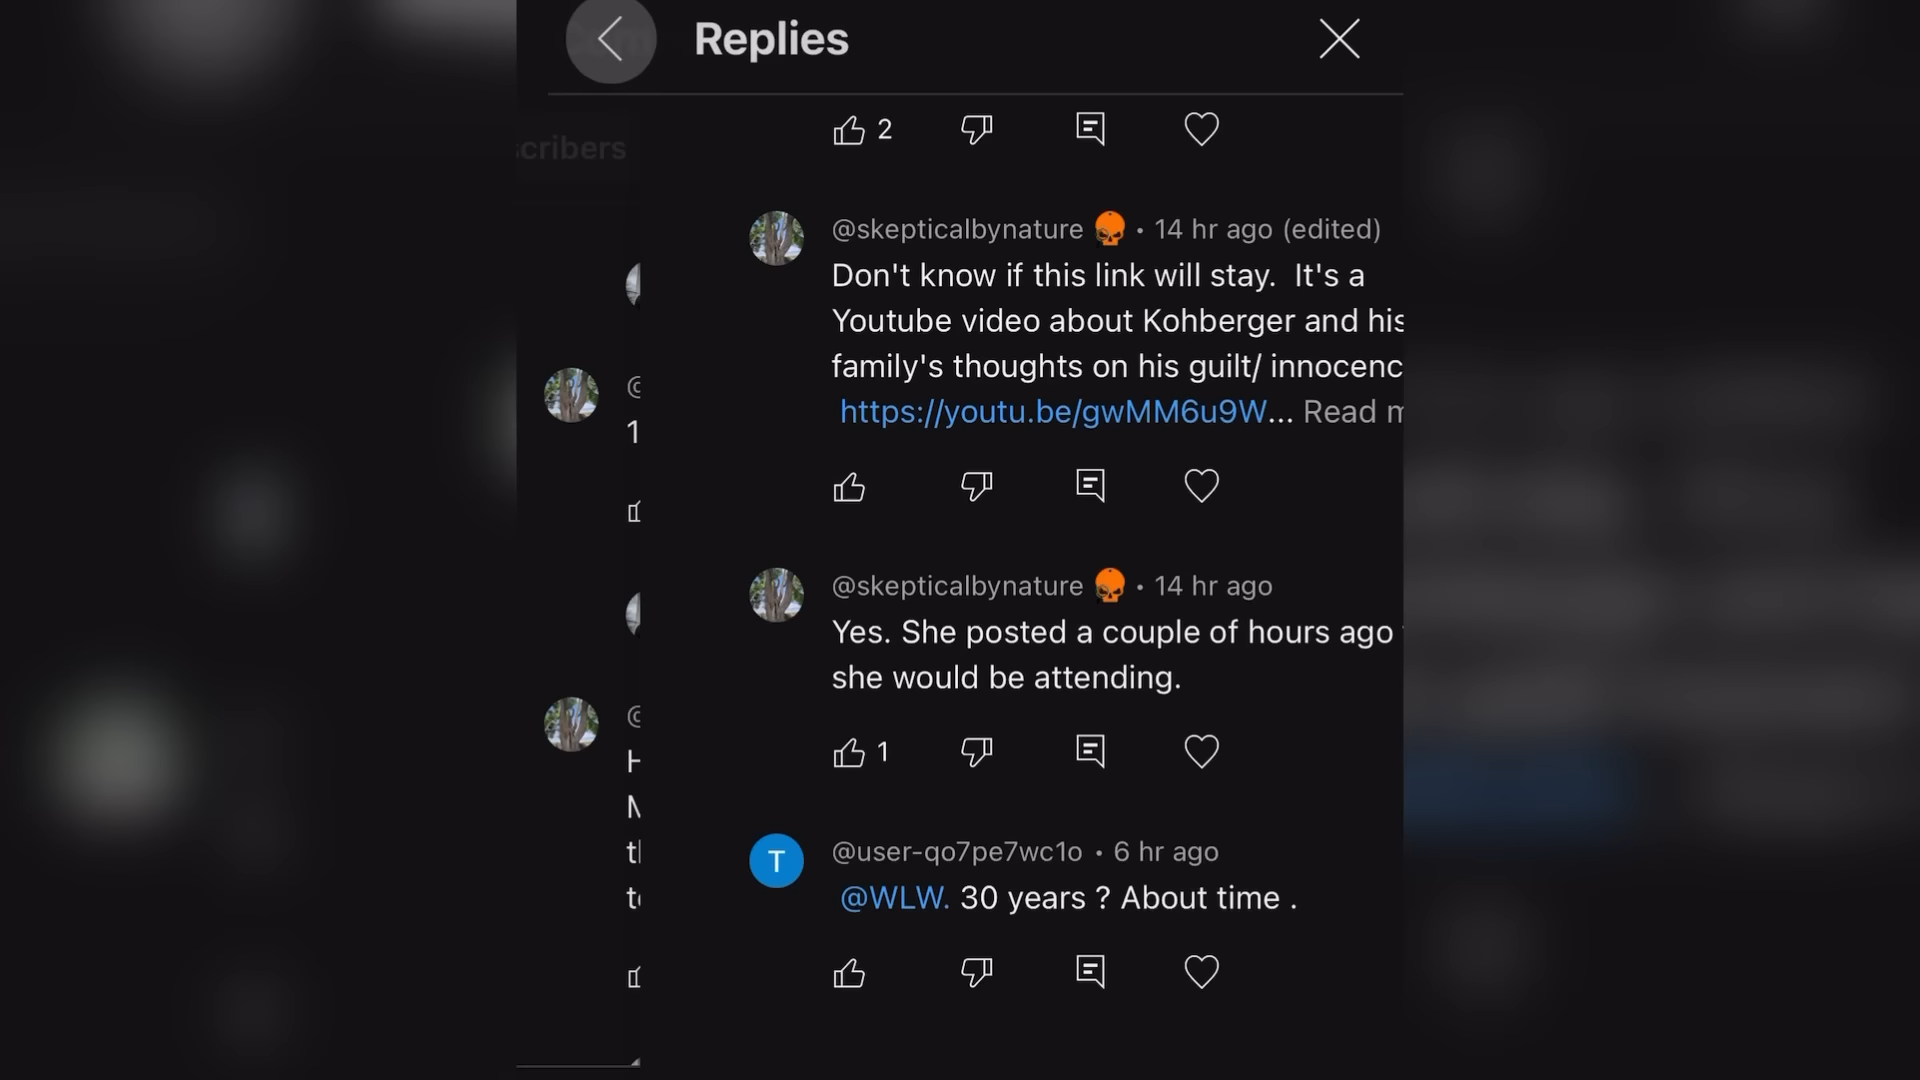 Replies
cribers
2
@skepticalbynature • 14 hr ago (edited)
Don't know if this link will stay. It's a
Youtube video about Kohberger and his
family's thoughts on his guilt/ innocenc
https://youtu.be/gwMM6u9W... Read m
@
1
@skepticalbynature • 14 hr ago
Yes. She posted a couple of hours ago
she would be attending.
1
@
H
M
t
T
@user-qo7pe7wc1o • 6 hr ago
@WLW. 30 years ? About time .